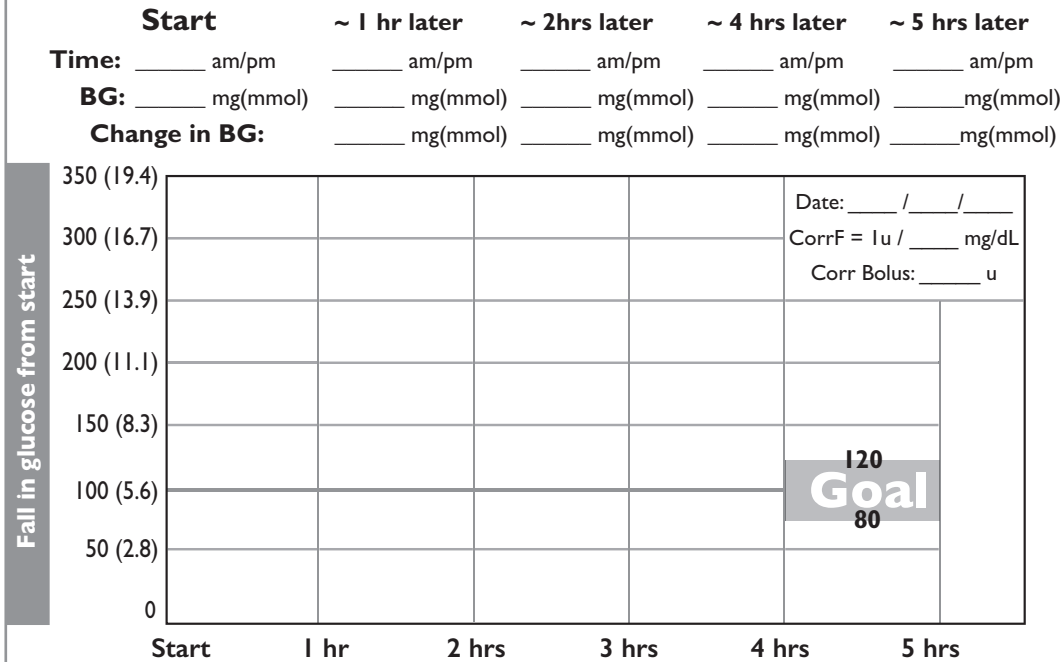 Start ~ 1 hr later ~ 2hrs later ~ 4 hrs later ~ 5 hrs later
Time: ______ am/pm ______ am/pm ______ am/pm ______ am/pm ______ am/pm
BG: ______ mg(mmol) ______ mg(mmol) ______ mg(mmol) ______ mg(mmol) ______mg(mmol)
Change in BG: ______ mg(mmol) ______ mg(mmol) ______ mg(mmol) ______mg(mmol)
Fall in glucose from start
350 (19.4)
300 (16.7)
250 (13.9)
200 (11.1)
150 (8.3)
100 (5.6)
50 (2.8)
0
Date: ____ /____/____
CorrF = 1u / ____ mg/dL
Corr Bolus: _____ u
120
Goal
80
Start 1 hr 2 hrs 3 hrs 4 hrs 5 hrs